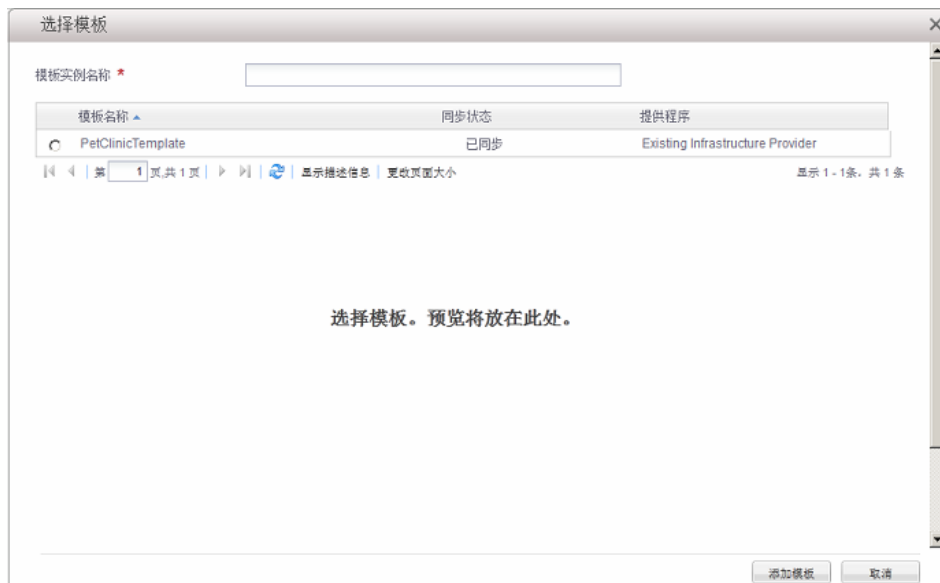 选择模板
模板实例名称 *
模板名称 同步状态 提供程序
PetClinicTemplate 已同步 Existing Infrastructure Provider
第 1 页,共 1 页 显示描述信息 更改页面大小 显示 1 - 1条，共 1 条
选择模板。预览将放在此处。
添加模板 取消